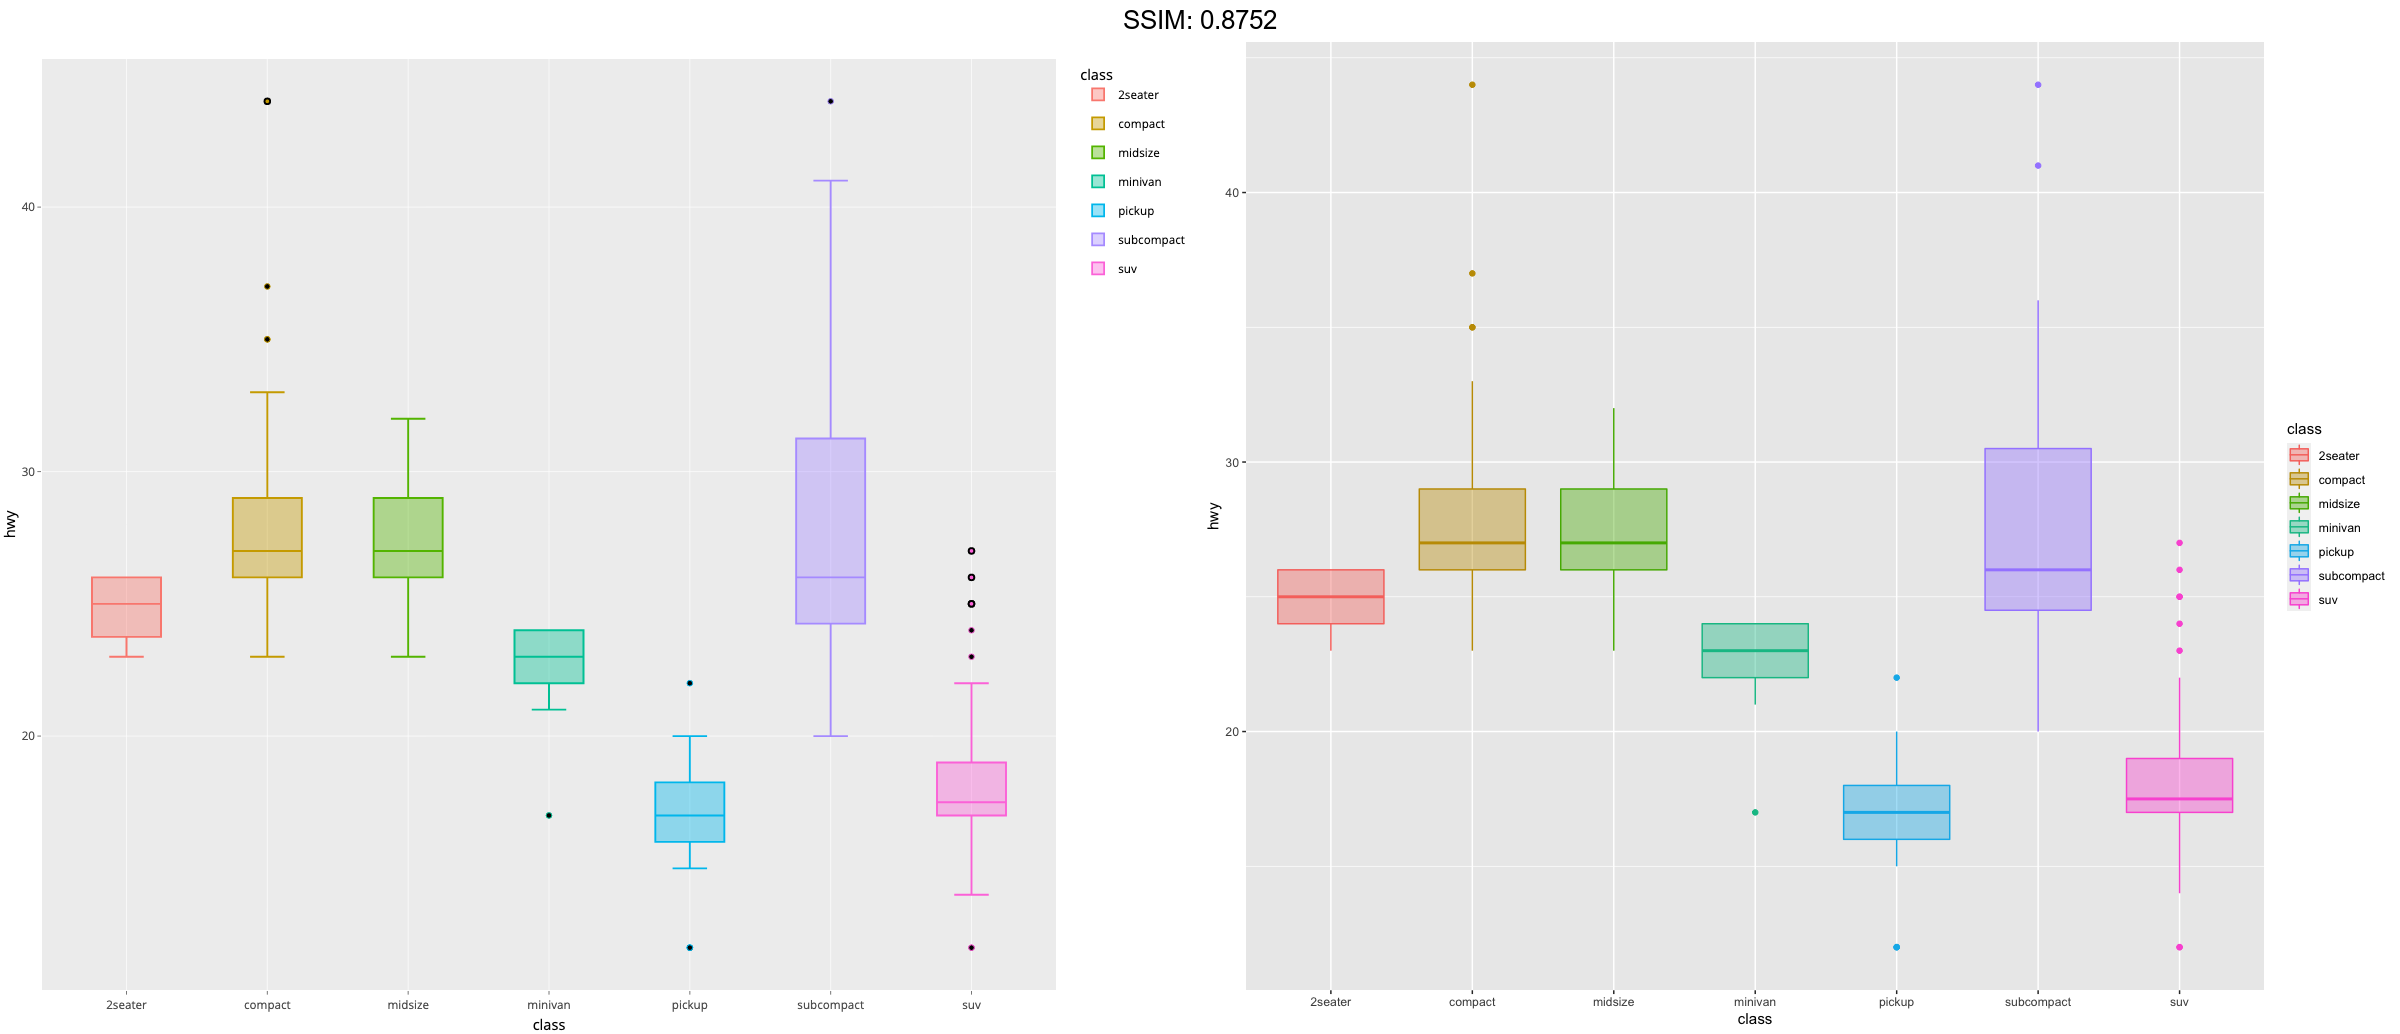 SSIM: 0.8752
hwy
40
30
20
2seater
compact
midsize
minivan
pickup
subcompact
suv
class
class
2seater
compact
midsize
minivan
pickup
subcompact
suv
hwy
40
30
20
2seater
compact
midsize
minivan
pickup
subcompact
suv
class
class
2seater
compact
midsize
minivan
pickup
subcompact
suv